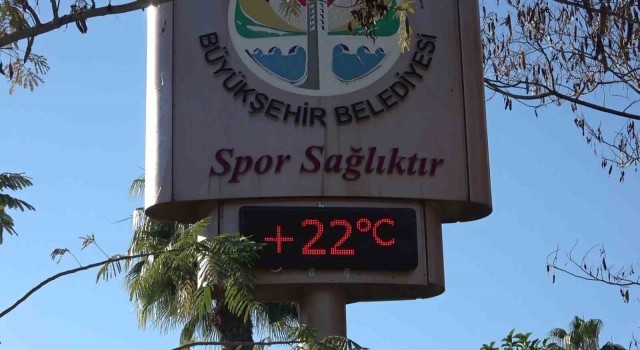 BÜYÜKŞEHİR BELEDİYESİ
Spor Sağlıktır
+22°C